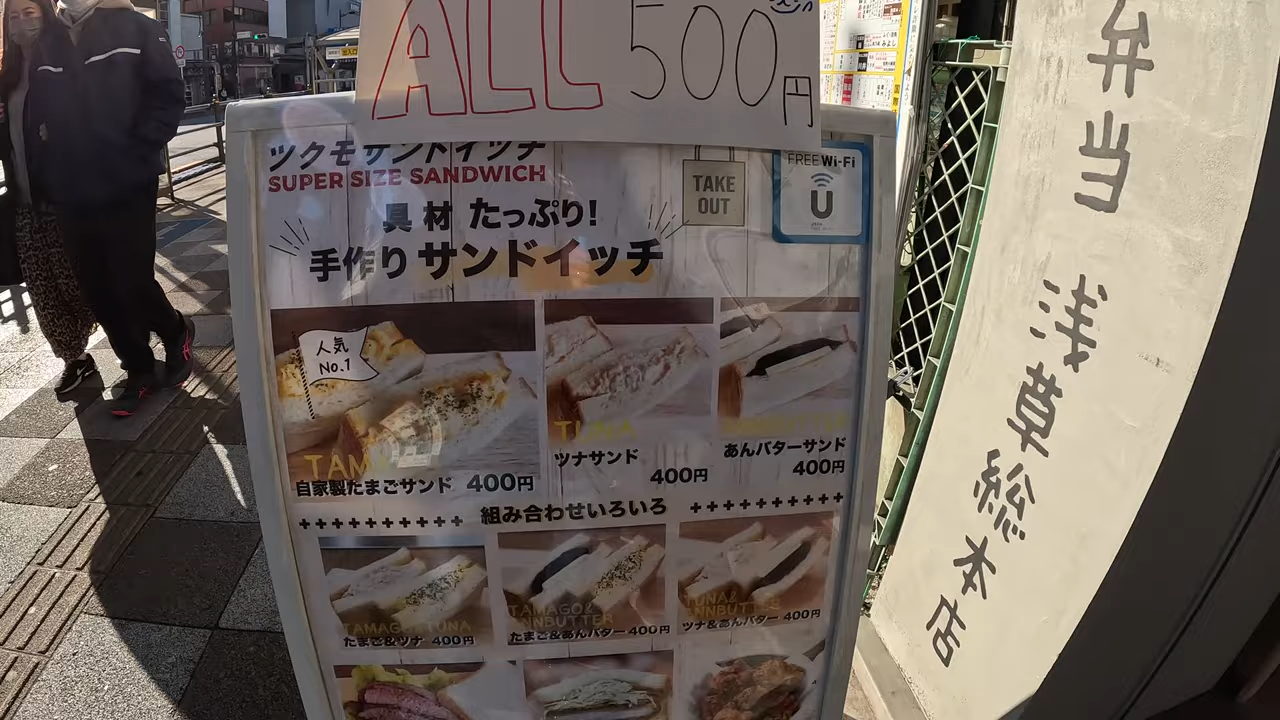 ALL 500円
ツクモサンドイッチ
SUPER SIZE SANDWICH
具材 たっぷり!
手作りサンドイッチ
TAKE
OUT
FREE Wi-Fi
U
人気
No.1
自家製たまごサンド 400円
TUNA
ツナサンド
400円
あんバターサンド
400円
++++++++++ 組み合わせいろいろ ++++++++++
TAMAGO&TUNA
たまご&ツナ 400円
TAMAGO&
ANNBUTTER
たまご&あんバター 400円
TUNA&
ANNBUTTER
ツナ&あんバター 400円
弁当 浅草総本店